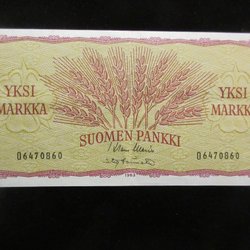 YKSI MARKKA
YKSI MARKKA
SUOMEN PANKKI
D6470860
D6470860
1963